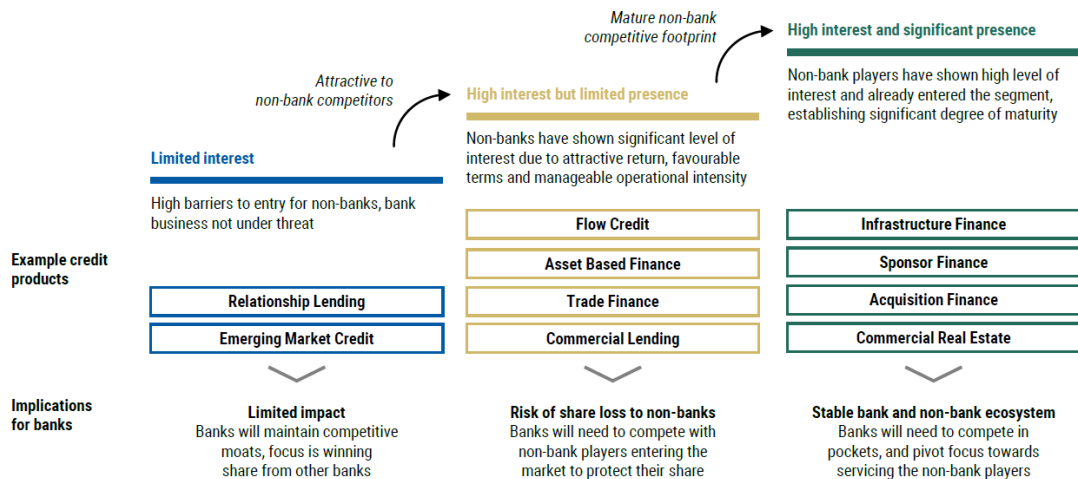 Mature non-bank
competitive footprint
High interest and significant presence
Non-bank players have shown high level of
interest and already entered the segment,
establishing significant degree of maturity
Attractive to
non-bank competitors
High interest but limited presence
Non-banks have shown significant level of
interest due to attractive return, favourable
terms and manageable operational intensity
Limited interest
High barriers to entry for non-banks, bank
business not under threat
Example credit
products
Relationship Lending
Emerging Market Credit
Flow Credit
Asset Based Finance
Trade Finance
Commercial Lending
Infrastructure Finance
Sponsor Finance
Acquisition Finance
Commercial Real Estate
Implications
for banks
Limited impact
Banks will maintain competitive
moats, focus is winning
share from other banks
Risk of share loss to non-banks
Banks will need to compete with
non-bank players entering the
market to protect their share
Stable bank and non-bank ecosystem
Banks will need to compete in
pockets, and pivot focus towards
servicing the non-bank players